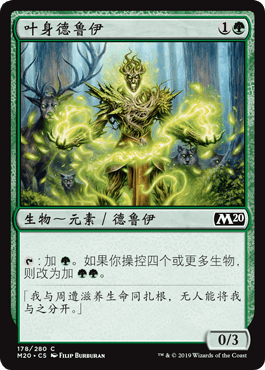 叶身德鲁伊
1
生物～元素 / 德鲁伊
M20
：加。如果你操控四个或更多生物，
则改为加。
「我与周遭滋养生命同扎根，无人能将我
与之分开。」
0/3
178/280 C
M20 • CS FILIP BURBURAN
™ & © 2019 Wizards of the Coast